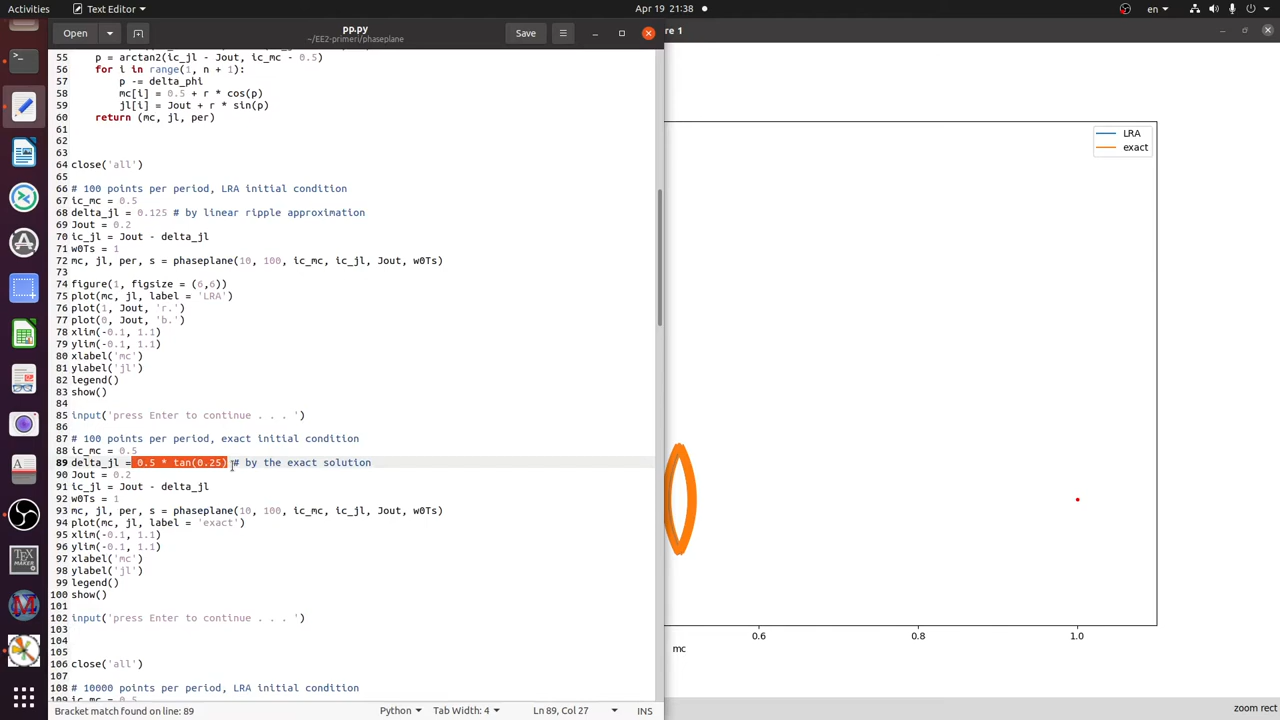 Activities
Text Editor
Apr 19 21:38
en
Open
pp.py
~/EE2-primeri/phaseplane
Save
re 1
55 p = arctan2(ic_jl - Jout, ic_mc - 0.5)
56 for i in range(1, n + 1):
57 p -= delta_phi
58 mc[i] = 0.5 + r * cos(p)
59 jl[i] = Jout + r * sin(p)
60 return (mc, jl, per)
61
62
63
64 close('all')
65
66 # 100 points per period, LRA initial condition
67 ic_mc = 0.5
68 delta_jl = 0.125 # by linear ripple approximation
69 Jout = 0.2
70 ic_jl = Jout - delta_jl
71 w0Ts = 1
72 mc, jl, per, s = phaseplane(10, 100, ic_mc, ic_jl, Jout, w0Ts)
73
74 figure(1, figsize = (6,6))
75 plot(mc, jl, label = 'LRA')
76 plot(1, Jout, 'r.')
77 plot(0, Jout, 'b.')
78 xlim(-0.1, 1.1)
79 ylim(-0.1, 1.1)
80 xlabel('mc')
81 ylabel('jl')
82 legend()
83 show()
84
85 input('press Enter to continue . . . ')
86
87 # 100 points per period, exact initial condition
88 ic_mc = 0.5
89 delta_jl = 0.5 * tan(0.25) # by the exact solution
90 Jout = 0.2
91 ic_jl = Jout - delta_jl
92 w0Ts = 1
93 mc, jl, per, s = phaseplane(10, 100, ic_mc, ic_jl, Jout, w0Ts)
94 plot(mc, jl, label = 'exact')
95 xlim(-0.1, 1.1)
96 ylim(-0.1, 1.1)
97 xlabel('mc')
98 ylabel('jl')
99 legend()
100 show()
101
102 input('press Enter to continue . . . ')
103
104
105
106 close('all')
107
108 # 10000 points per period, LRA initial condition
LRA
exact
0.6 0.8 1.0
mc
Bracket match found on line: 89
Python
Tab Width: 4
Ln 89, Col 27
INS
zoom rect
TEX
MAKER